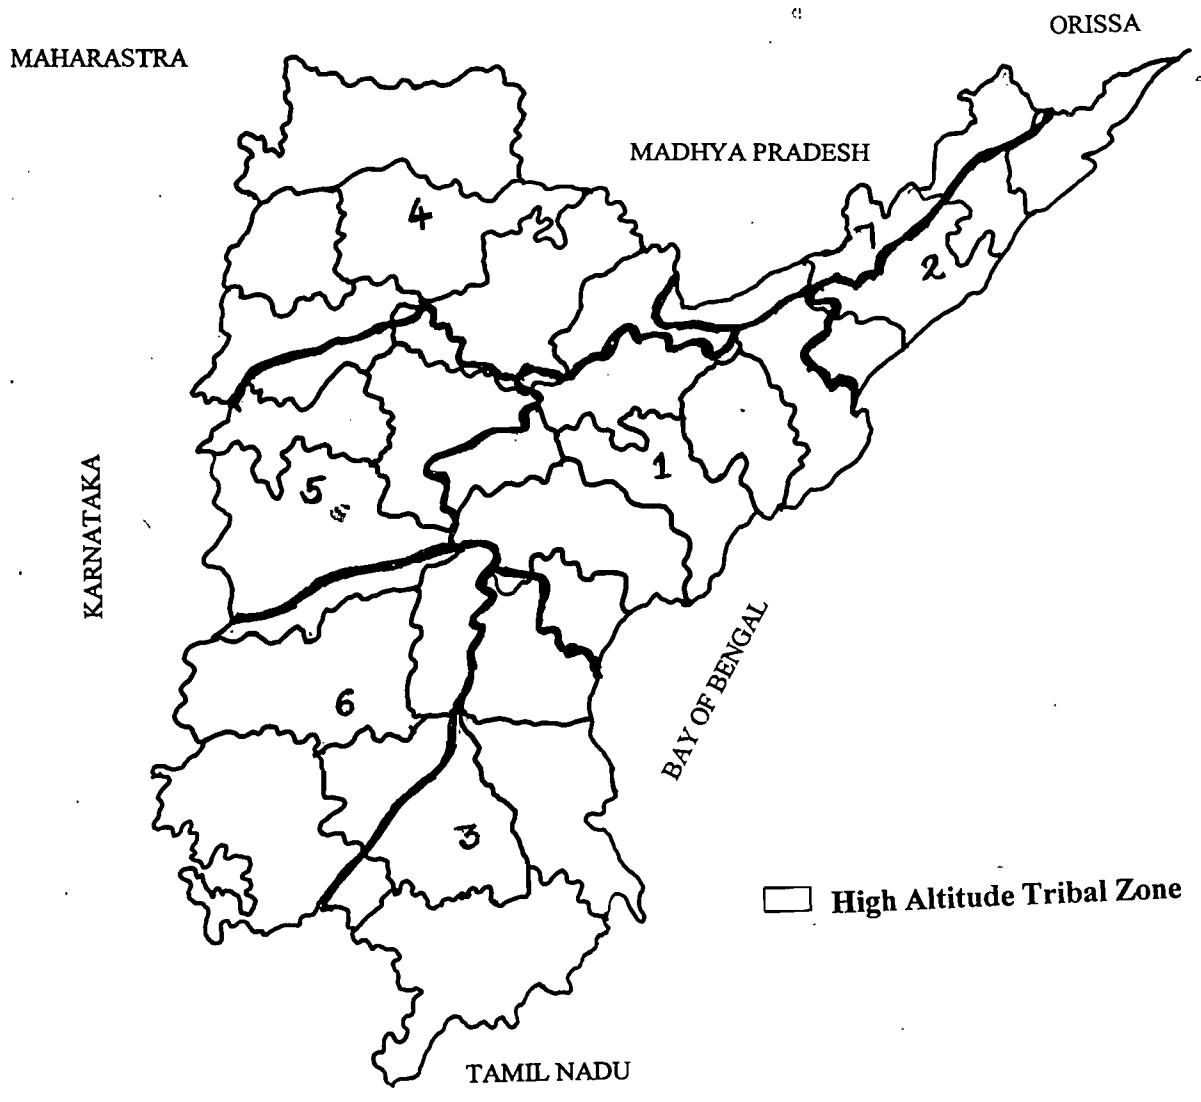 ORISSA
MAHARASTRA
MADHYA PRADESH
4
7
2
1
5
KARNATAKA
BAY OF BENGAL
6
3
High Altitude Tribal Zone
TAMIL NADU